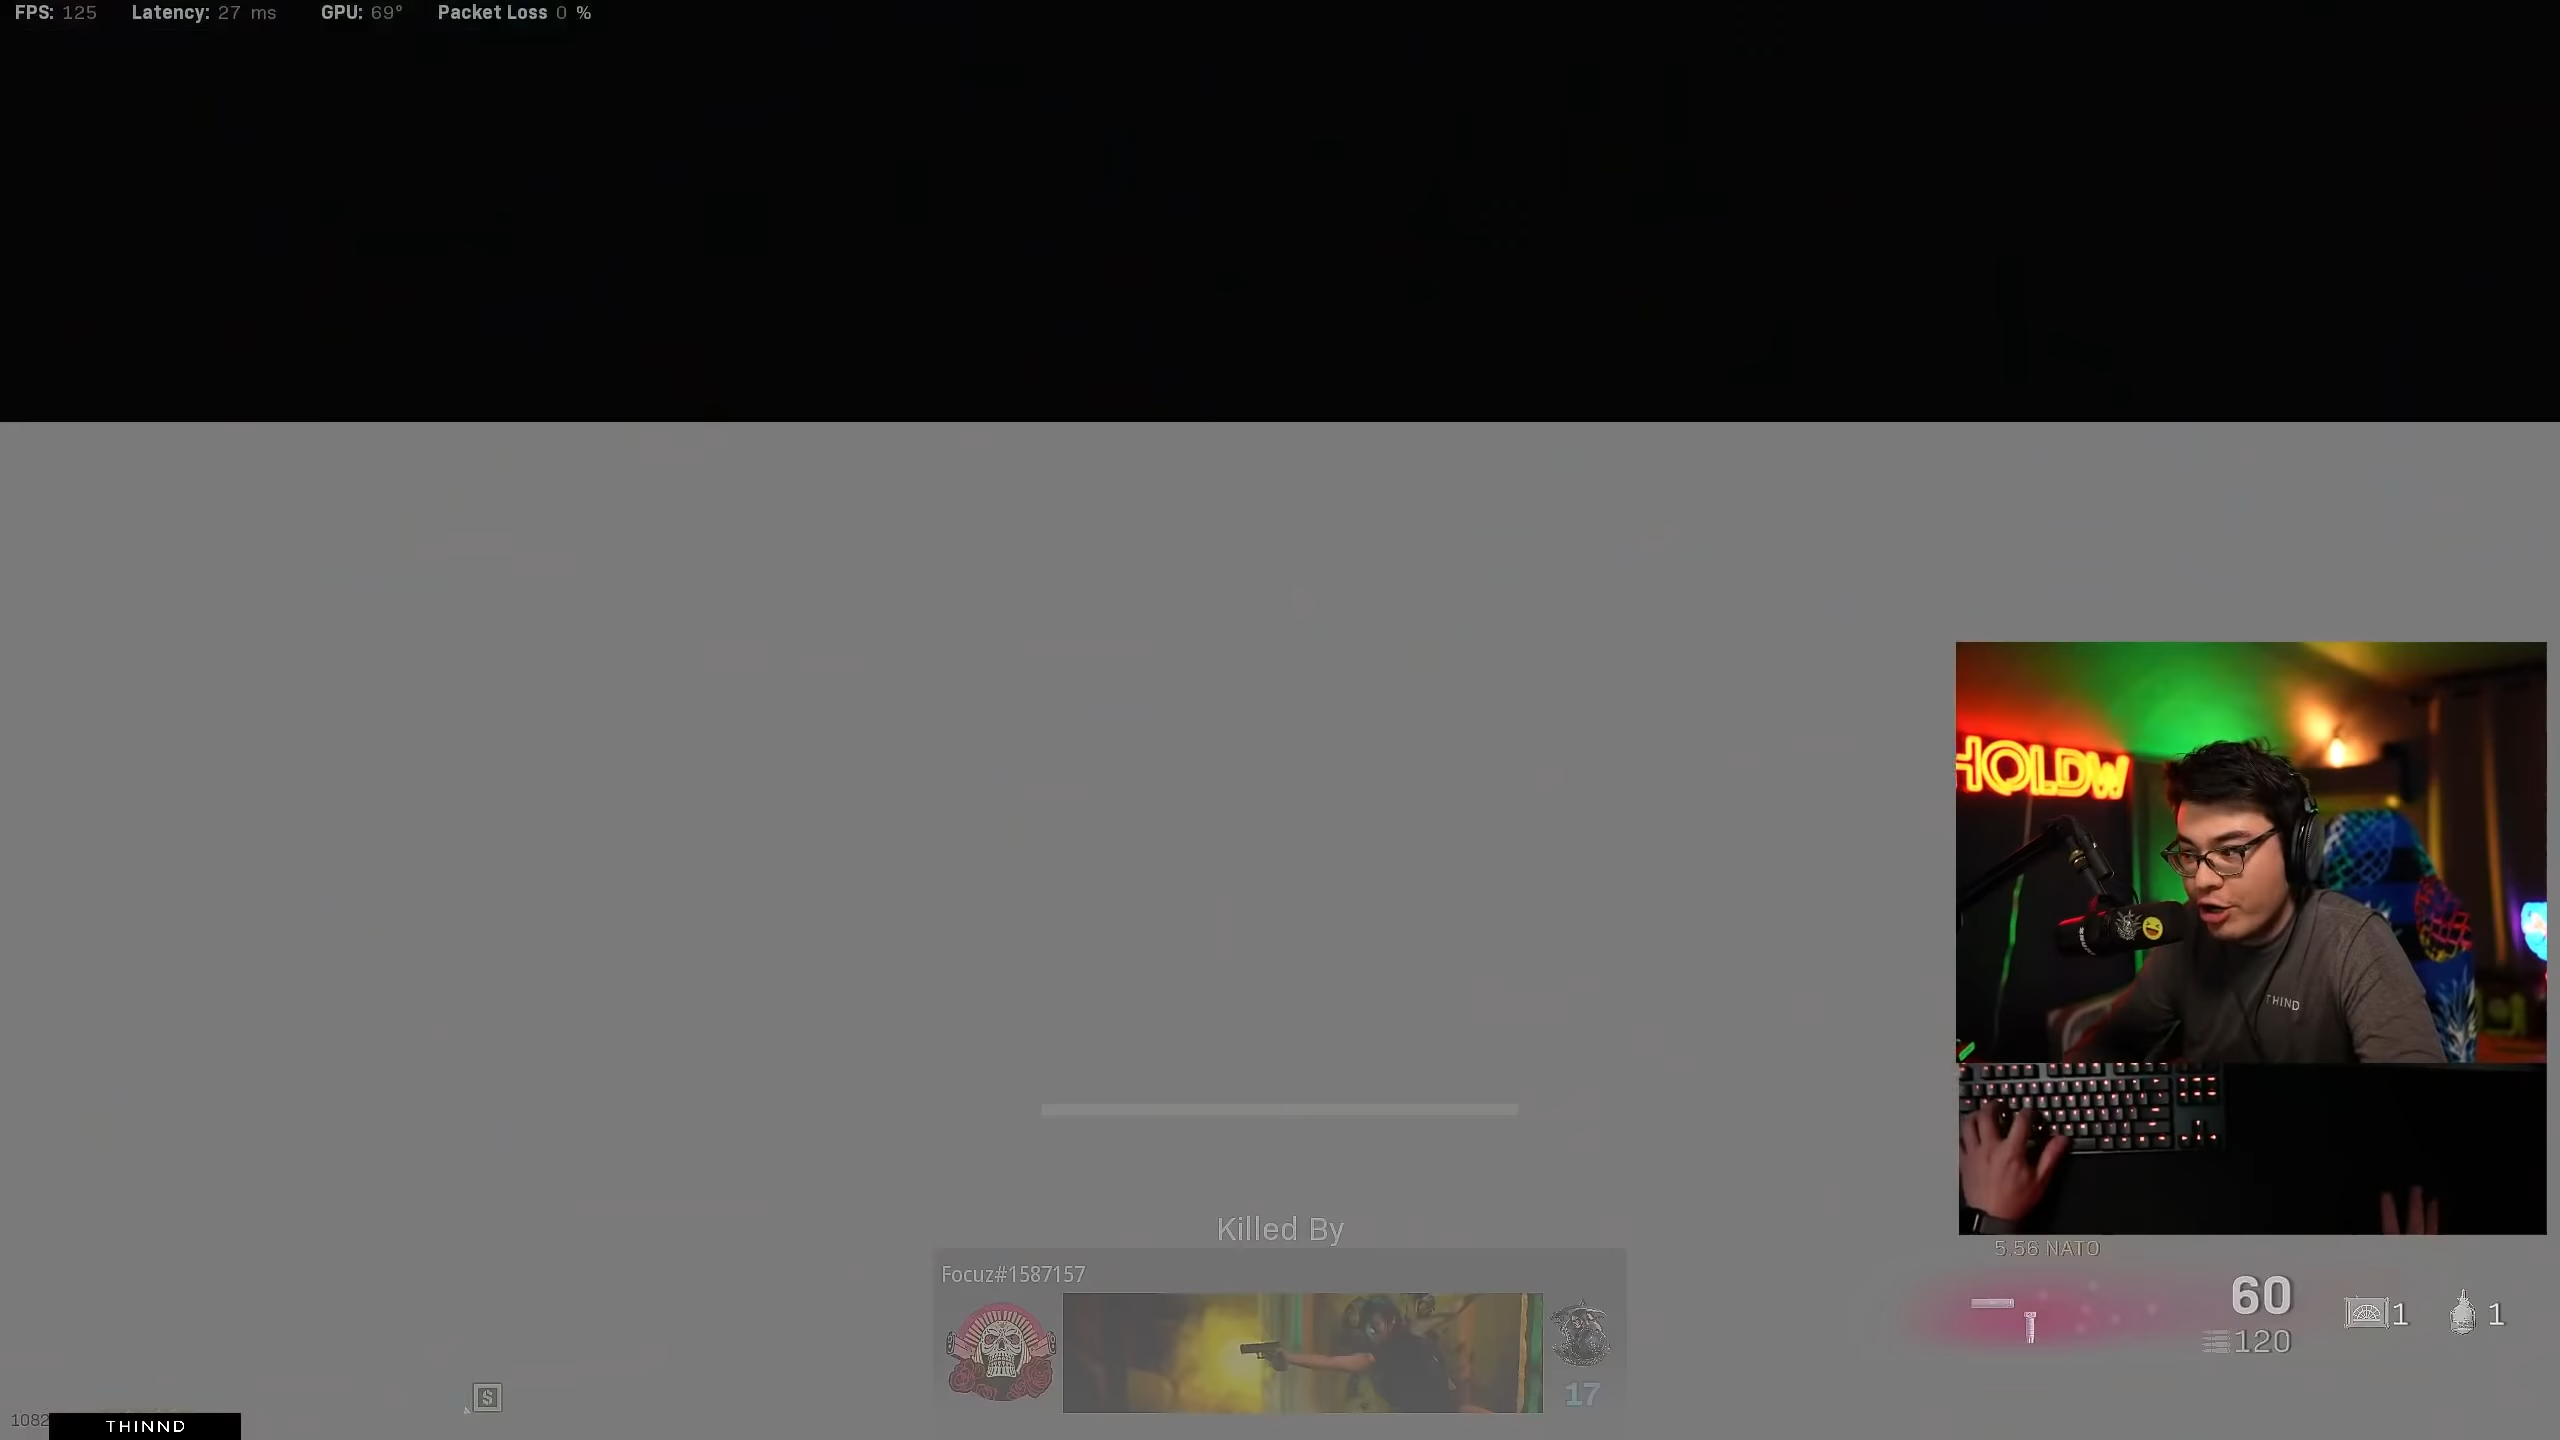 FPS: 125 Latency: 27 ms GPU: 69° Packet Loss 0 %
HOLDW
THIND
Killed By
Focuz#1587157
17
5.56 NATO
60
120
1
1
S
1082
THINND